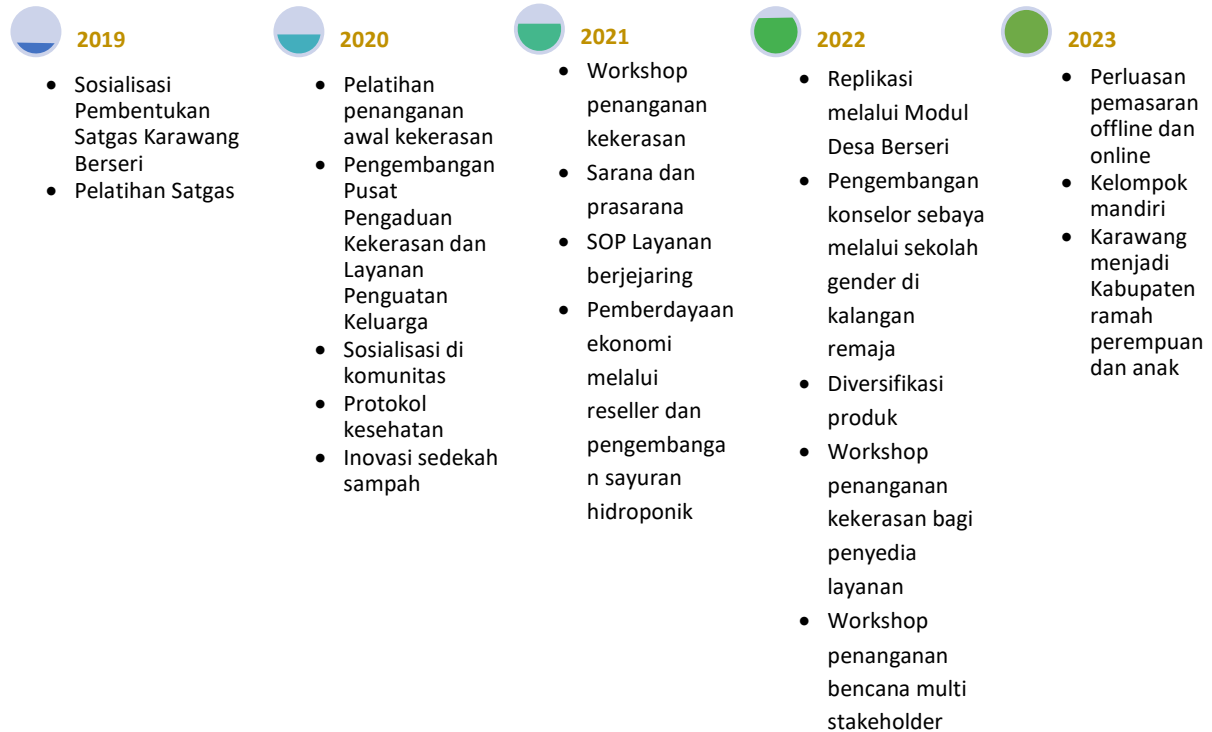 2019
• Sosialisasi
Pembentukan
Satgas Karawang
Berseri
• Pelatihan Satgas
2020
• Pelatihan
penanganan
awal kekerasan
• Pengembangan
Pusat
Pengaduan
Kekerasan dan
Layanan
Penguatan
Keluarga
• Sosialisasi di
komunitas
• Protokol
kesehatan
• Inovasi sedekah
sampah
2021
• Workshop
penanganan
kekerasan
• Sarana dan
prasarana
• SOP Layanan
berjejaring
• Pemberdayaan
ekonomi
melalui
reseller dan
pengembanga
n sayuran
hidroponik
2022
• Replikasi
melalui Modul
Desa Berseri
• Pengembangan
konselor sebaya
melalui sekolah
gender di
kalangan
remaja
• Diversifikasi
produk
• Workshop
penanganan
kekerasan bagi
penyedia
layanan
• Workshop
penanganan
bencana multi
stakeholder
2023
• Perluasan
pemasaran
offline dan
online
• Kelompok
mandiri
• Karawang
menjadi
Kabupaten
ramah
perempuan
dan anak